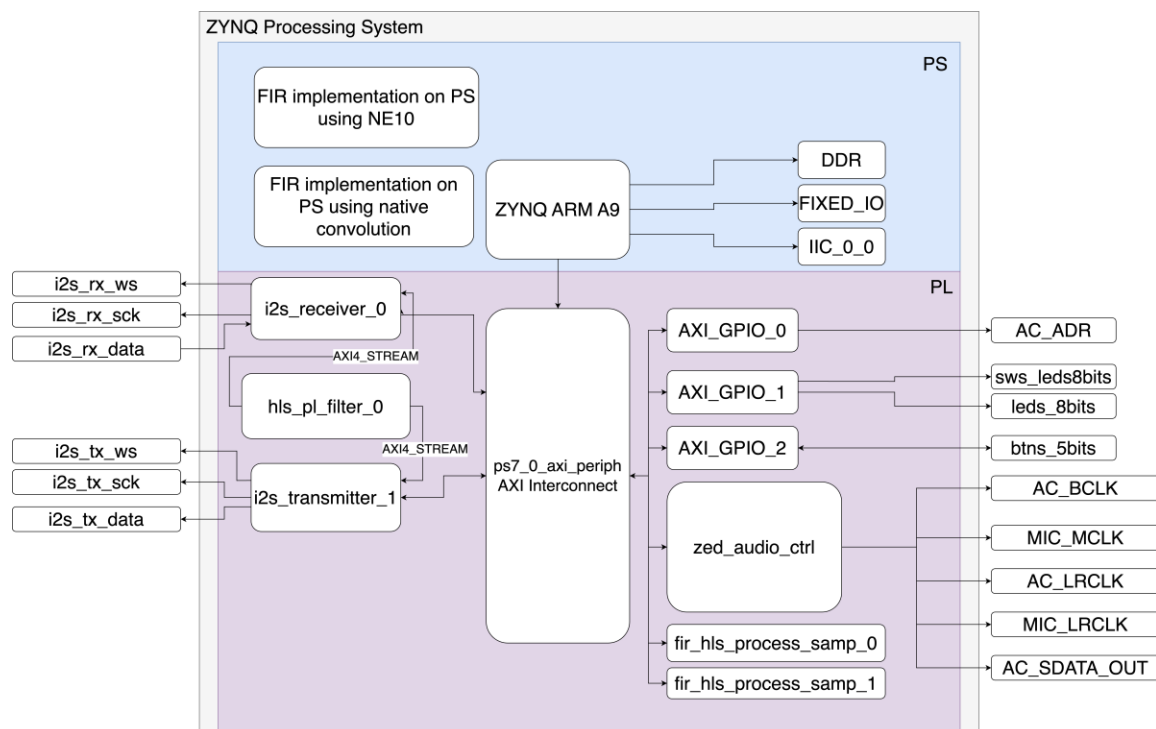 ZYNQ Processing System
PS
FIR implementation on PS
using NE10
FIR implementation on
PS using native
convolution
ZYNQ ARM A9
DDR
FIXED_IO
IIC_0_0
PL
i2s_rx_ws
i2s_rx_sck
i2s_rx_data
i2s_receiver_0
AXI4_STREAM
hls_pl_filter_0
AXI4_STREAM
i2s_tx_ws
i2s_tx_sck
i2s_tx_data
i2s_transmitter_1
ps7_0_axi_periph
AXI Interconnect
AXI_GPIO_0
AXI_GPIO_1
AXI_GPIO_2
zed_audio_ctrl
fir_hls_process_samp_0
fir_hls_process_samp_1
AC_ADR
sws_leds8bits
leds_8bits
btns_5bits
AC_BCLK
MIC_MCLK
AC_LRCLK
MIC_LRCLK
AC_SDATA_OUT